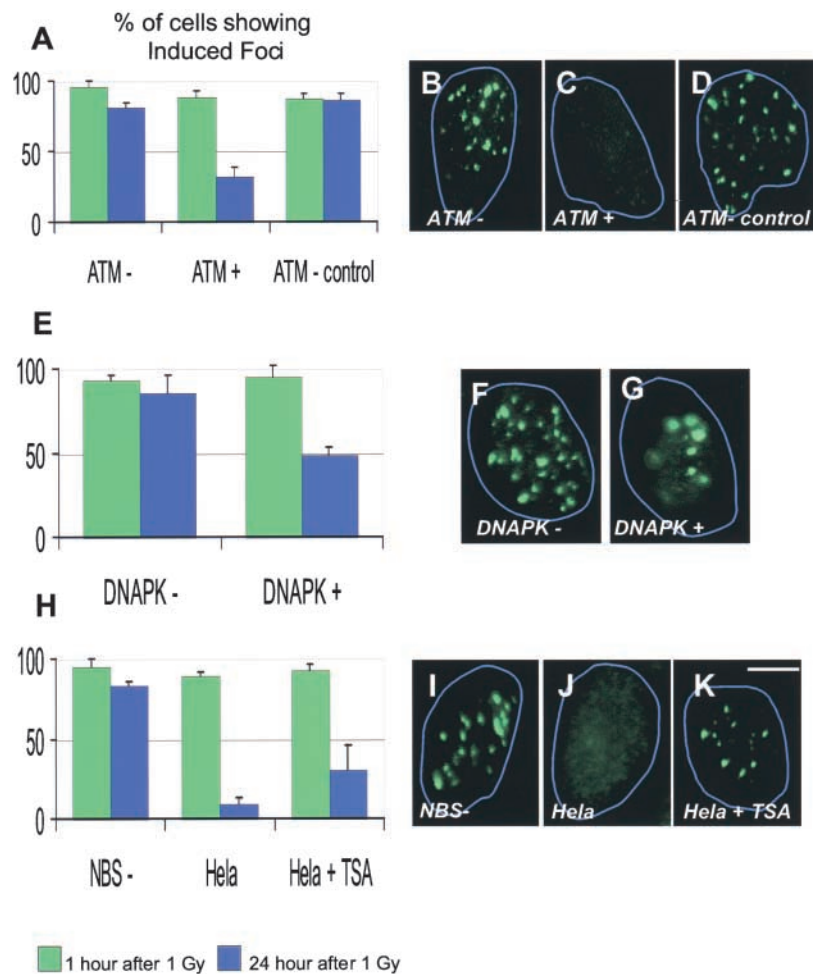 A
% of cells showing
Induced Foci
100
50
0
ATM -
ATM +
ATM - control
B
ATM -
C
ATM +
D
ATM- control
E
100
50
0
DNAPK -
DNAPK +
F
DNAPK -
G
DNAPK +
H
100
50
0
NBS -
Hela
Hela + TSA
I
NBS-
J
Hela
K
Hela + TSA
1 hour after 1 Gy
24 hour after 1 Gy